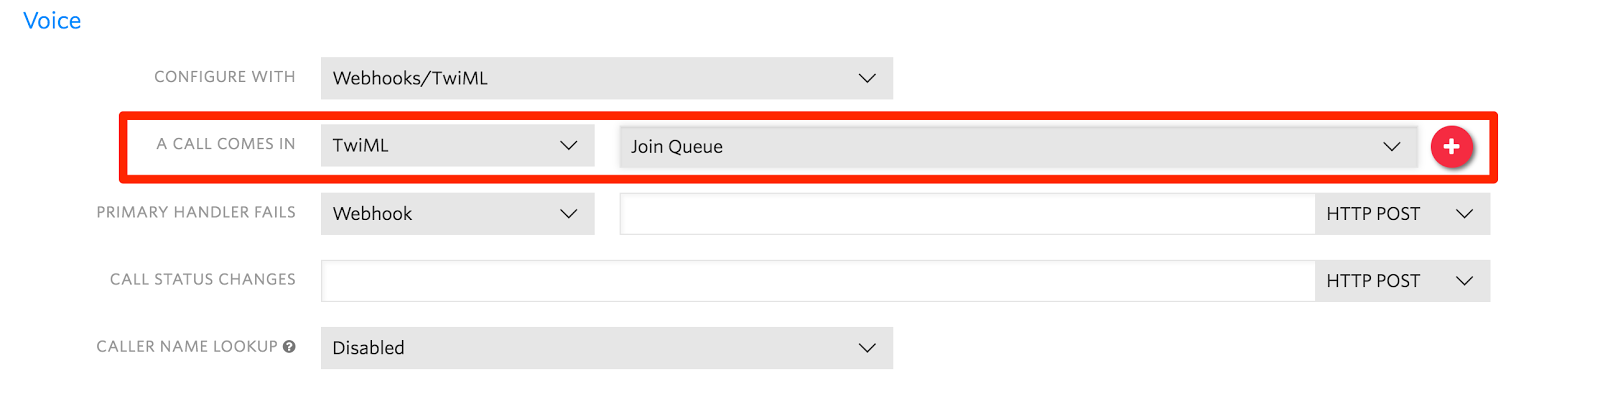 Voice
CONFIGURE WITH Webhooks/TwiML
A CALL COMES IN TwiML Join Queue
PRIMARY HANDLER FAILS Webhook HTTP POST
CALL STATUS CHANGES HTTP POST
CALLER NAME LOOKUP Disabled